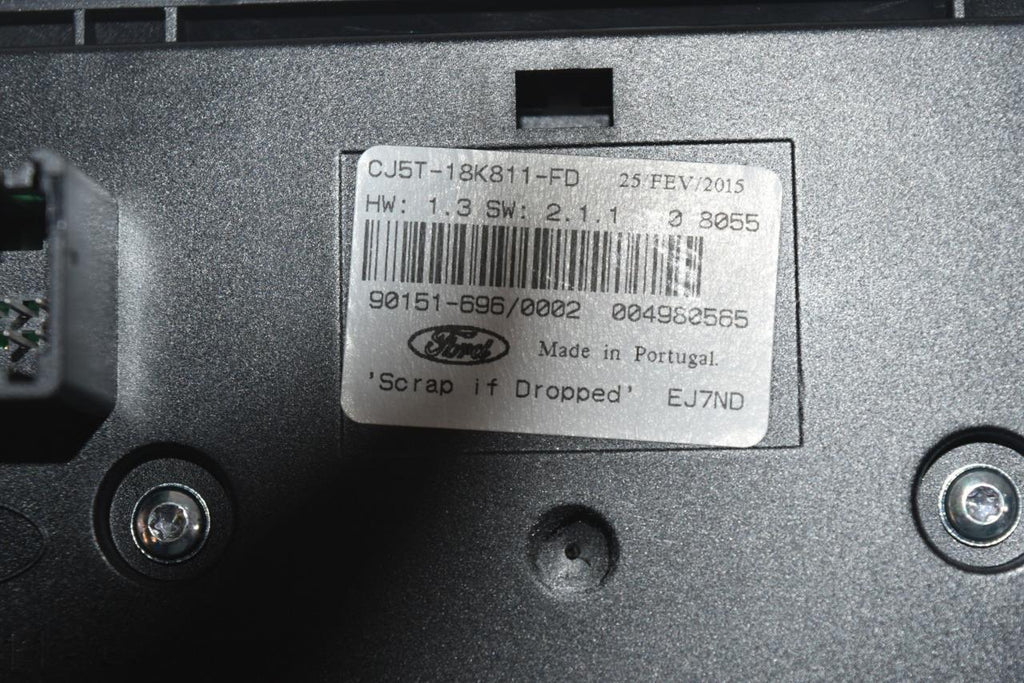 CJ5T-18K811-FD 25/FEV/2015
HW: 1.3 SW: 2.1.1 0 8055
90151-696/0002 004980565
Ford Made in Portugal.
'Scrap if Dropped' EJ7ND